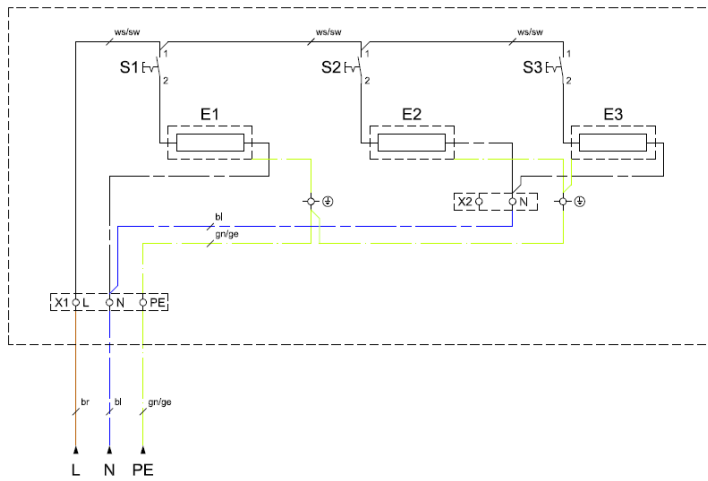 ws/sw ws/sw ws/sw
1 1 1
S1 S2 S3
2 2 2
E1 E2 E3
X2 N
bl
gn/ge
X1 L N PE
br bl gn/ge
L N PE